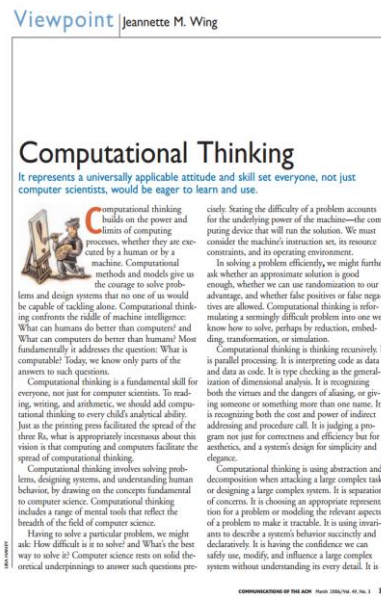 Viewpoint Jeannette M. Wing
Computational Thinking
It represents a universally applicable attitude and skill set everyone, not just
computer scientists, would be eager to learn and use.
Computational thinking
builds on the power and
limits of computing
processes, whether they are exe-
cuted by a human or by a
machine. Computational
methods and models give us
the courage to solve prob-
lems and design systems that no one of us would
be capable of tackling alone. Computational think-
ing confronts the riddle of machine intelligence:
What can humans do better than computers? and
What can computers do better than humans? Most
fundamentally it addresses the question: What is
computable? Today, we know only parts of the
answers to such questions.
Computational thinking is a fundamental skill for
everyone, not just for computer scientists. To read-
ing, writing, and arithmetic, we should add compu-
tational thinking to every child's analytical ability.
Just as the printing press facilitated the spread of the
three Rs, what is appropriately incestuous about this
vision is that computing and computers facilitate the
spread of computational thinking.
Computational thinking involves solving prob-
lems, designing systems, and understanding human
behavior, by drawing on the concepts fundamental
to computer science. Computational thinking
includes a range of mental tools that reflect the
breadth of the field of computer science.
Having to solve a particular problem, we might
ask: How difficult is it to solve? and What's the best
way to solve it? Computer science rests on solid the-
oretical underpinnings to answer such questions pre-
cisely. Stating the difficulty of a problem accounts
for the underlying power of the machine—the com
puting device that will run the solution. We must
consider the machine's instruction set, its resource
constraints, and its operating environment.
In solving a problem efficiently, we might furthe
ask whether an approximate solution is good
enough, whether we can use randomization to our
advantage, and whether false positives or false nega
tives are allowed. Computational thinking is refor-
mulating a seemingly difficult problem into one we
know how to solve, perhaps by reduction, embed-
ding, transformation, or simulation.
Computational thinking is thinking recursively.
is parallel processing. It is interpreting code as data
and data as code. It is type checking as the general-
ization of dimensional analysis. It is recognizing
both the virtues and the dangers of aliasing, or giv-
ing someone or something more than one name. It
is recognizing both the cost and power of indirect
addressing and procedure call. It is judging a pro-
gram not just for correctness and efficiency but for
aesthetics, and a system's design for simplicity and
elegance.
Computational thinking is using abstraction and
decomposition when attacking a large complex task
or designing a large complex system. It is separation
of concerns. It is choosing an appropriate represent
tion for a problem or modeling the relevant aspects
of a problem to make it tractable. It is using invari-
ants to describe a system's behavior succinctly and
declaratively. It is having the confidence we can
safely use, modify, and influence a large complex
system without understanding its every detail. It is
COMMUNICATIONS OF THE ACM March 2006/Vol. 49, No. 3